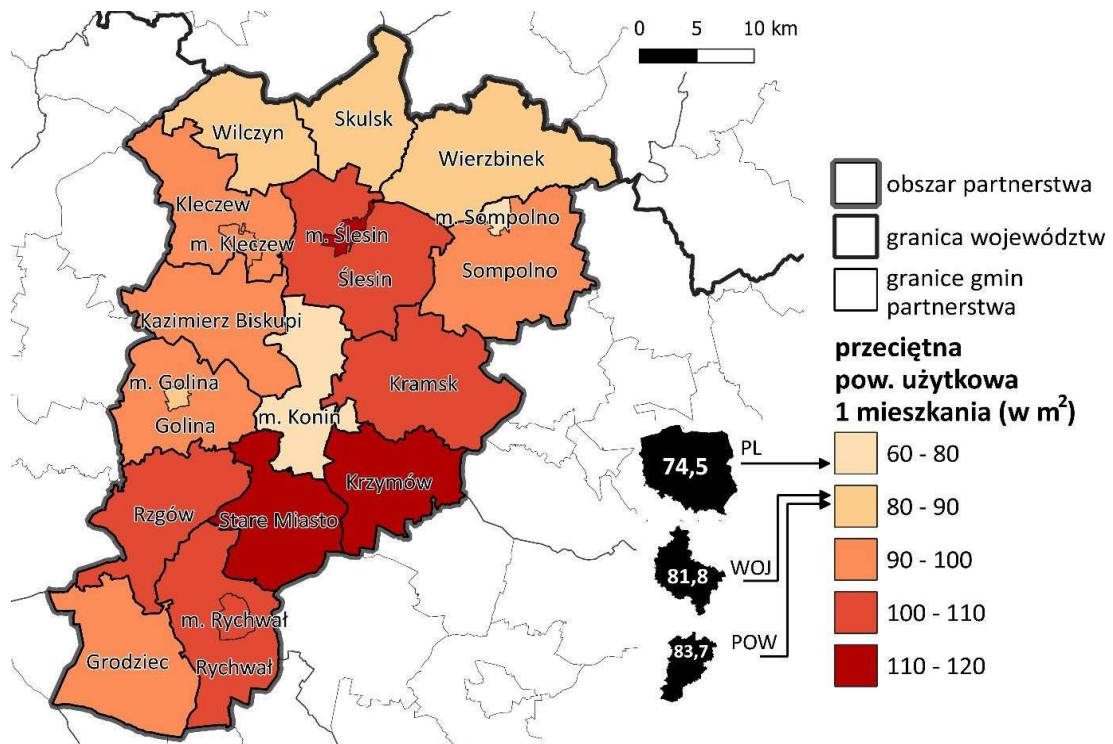 0 5 10 km
Wilczyn
Skulsk
Wierzbinek
Kleczew
m. Sompolno
m. Kleczew
m. Ślesin
Ślesin
Sompolno
Kazimierz Biskupi
m. Golina
Golina
m. Konin
Kramsk
Krzymów
Rzgów
Stare Miasto
m. Rychwał
Rychwał
Grodziec
obszar partnerstwa
granica województw
granice gmin
partnerstwa
przeciętna
pow. użytkowa
1 mieszkania (w m²)
60 - 80
80 - 90
90 - 100
100 - 110
110 - 120
74,5 PL
81,8 WOJ
83,7 POW